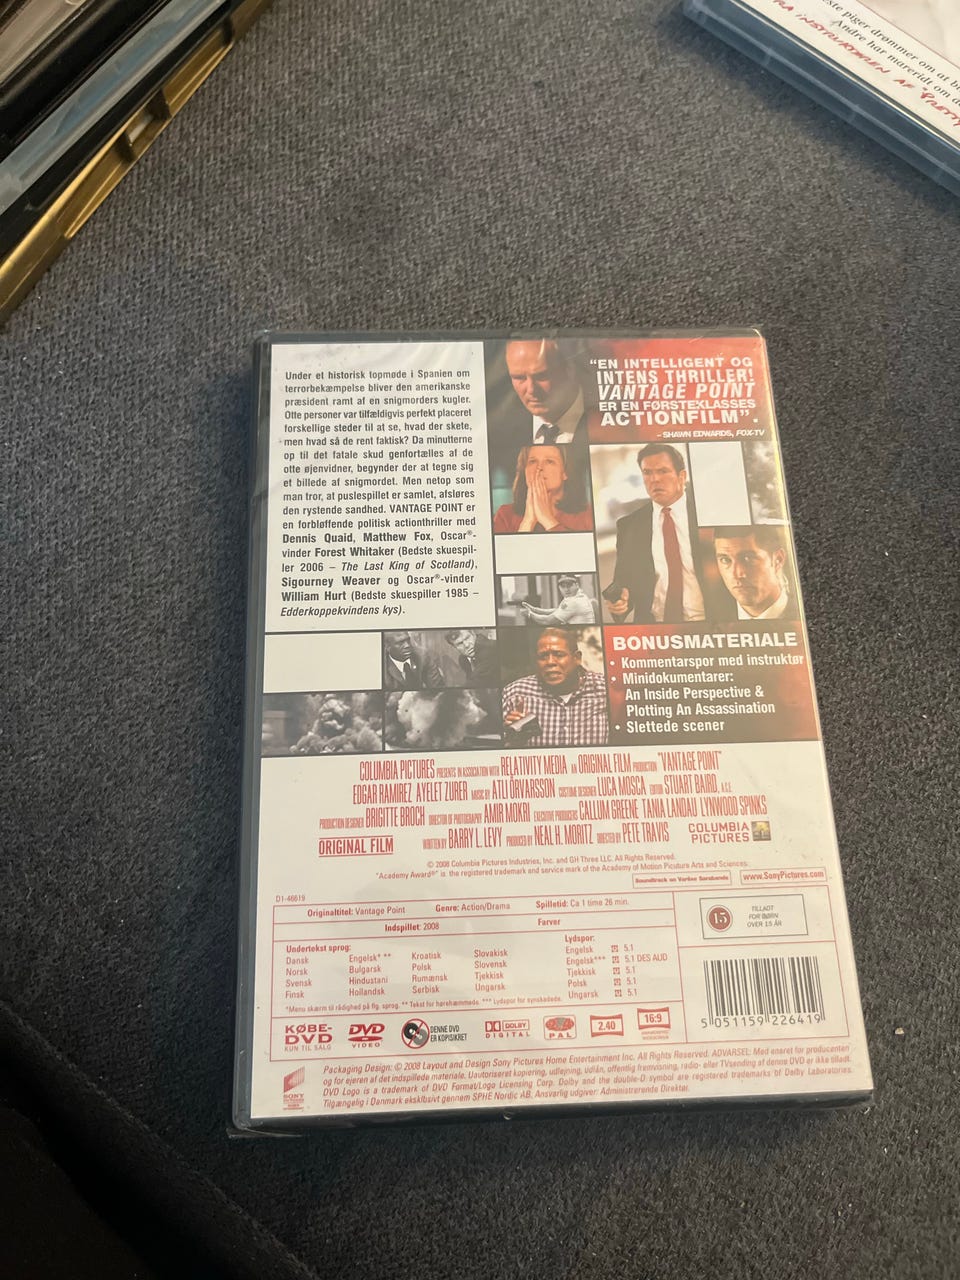 ste piger drømmer om at b
Andre har mareridt om d
RA INSTRUKTØREN AF "PRETTY
Under et historisk topmøde i Spanien om
terrorbekæmpelse bliver den amerikanske
præsident ramt af en snigmorders kugler.
Otte personer var tilfældigvis perfekt placeret
forskellige steder til at se, hvad der skete,
men hvad så de rent faktisk? Da minutterne
op til det fatale skud genfortælles af de
otte øjenvidner, begynder der at tegne sig
et billede af snigmordet. Men netop som
man tror, at puslespillet er samlet, afsløres
den rystende sandhed. VANTAGE POINT er
en forbløffende politisk actionthriller med
Dennis Quaid, Matthew Fox, Oscar®-
vinder Forest Whitaker (Bedste skuespil-
ler 2006 – The Last King of Scotland),
Sigourney Weaver og Oscar®-vinder
William Hurt (Bedste skuespiller 1985 –
Edderkoppekvindens kys).
"EN INTELLIGENT OG
INTENS THRILLER!
VANTAGE POINT
ER EN FØRSTEKLASSES
ACTIONFILM".
– SHAWN EDWARDS, FOX-TV
BONUSMATERIALE
• Kommentarspor med instruktør
• Minidokumentarer:
An Inside Perspective &
Plotting An Assassination
• Slettede scener
COLUMBIA PICTURES PRESENTS IN ASSOCIATION WITH RELATIVITY MEDIA AN ORIGINAL FILM PRODUCTION "VANTAGE POINT"
EDGAR RAMIREZ AYELET ZURER MUSIC BY ATLI ÖRVARSSON COSTUME DESIGNER LUCA MOSCA EDITOR STUART BAIRD, A.C.E.
PRODUCTION DESIGNER BRIGITTE BROCH DIRECTOR OF PHOTOGRAPHY AMIR MOKRI EXECUTIVE PRODUCERS CALLUM GREENE TANIA LANDAU LYNWOOD SPINKS
ORIGINAL FILM WRITTEN BY BARRY L. LEVY PRODUCED BY NEAL H. MORITZ DIRECTED BY PETE TRAVIS COLUMBIA PICTURES
© 2008 Columbia Pictures Industries, Inc. and GH Three LLC. All Rights Reserved.
"Academy Award®" is the registered trademark and service mark of the Academy of Motion Picuture Arts and Sciences.
Soundtrack on Varèse Sarabande
www.SonyPictures.com
D1-46619
Originaltitel: Vantage Point Genre: Action/Drama Spilletid: Ca 1 time 26 min.
Indspillet: 2008 Farver
Undertekst sprog:
Dansk Engelsk* ** Kroatisk Slovakisk
Norsk Bulgarsk Polsk Slovensk
Svensk Hindustani Rumænsk Tjekkisk
Finsk Hollandsk Serbisk Ungarsk
Lydspor:
Engelsk 5.1
Engelsk*** 5.1 DES AUD
Tjekkisk 5.1
Polsk 5.1
Ungarsk 5.1
*Menu skærm til rådighed på flg. sprog. ** Tekst for hørehæmmede. *** Lydspor for synsskadede.
15
TILLADT
FOR BØRN
OVER 15 ÅR
5 051159 226419
KØBE-
DVD
KUN TIL SALG
DVD
VIDEO
DENNE DVD
ER KOPISIKRET
DOLBY
DIGITAL
PAL
2.40
16:9
SONY
Packaging Design: © 2008 Layout and Design Sony Pictures Home Entertainment Inc. All Rights Reserved. ADVARSEL: Med eneret for producenten
og for ejeren af det indspillede materiale. Uautoriseret kopiering, udlejning, udlån, offentlig fremvisning, radio- eller TVsending af denne DVD er ikke tilladt.
DVD Logo is a trademark of DVD Format/Logo Licensing Corp. Dolby and the double-D symbol are registered trademarks of Dolby Laboratories.
Tilgængelig i Danmark eksklusivt gennem SPHE Nordic AB. Ansvarlig udgiver: Administrerende Direktør.